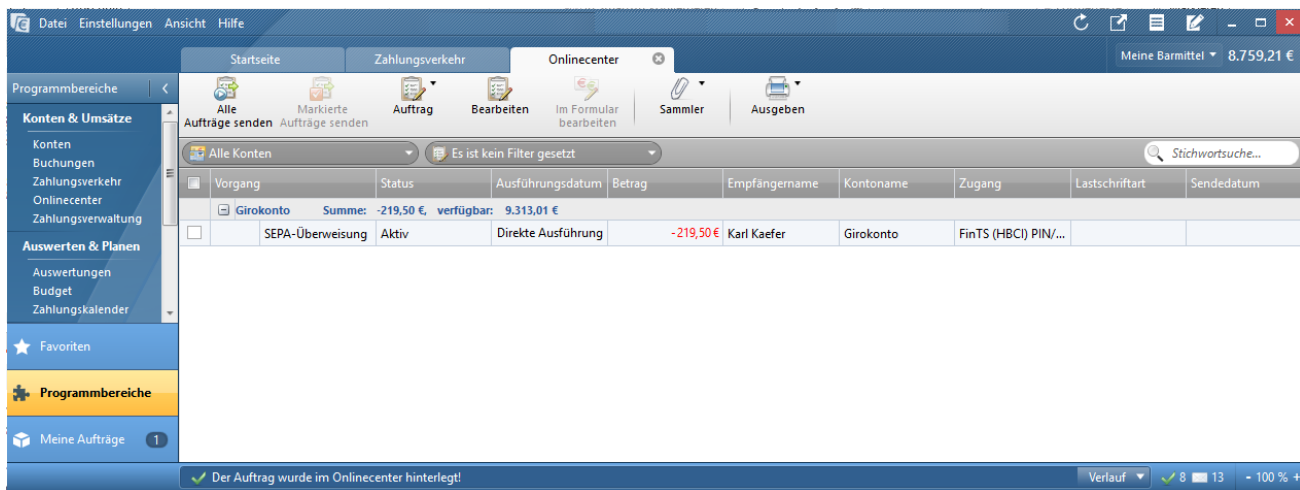 Datei Einstellungen Ansicht Hilfe
Startseite Zahlungsverkehr Onlinecenter Meine Barmittel 8.759,21 €
Programmbereiche
Alle Aufträge senden
Markierte Aufträge senden
Auftrag
Bearbeiten
Im Formular bearbeiten
Sammler
Ausgeben
Konten & Umsätze
Konten
Buchungen
Zahlungsverkehr
Onlinecenter
Zahlungsverwaltung
Auswerten & Planen
Auswertungen
Budget
Zahlungskalender
Favoriten
Programmbereiche
Meine Aufträge 1
Alle Konten Es ist kein Filter gesetzt Stichwortsuche...
Vorgang Status Ausführungsdatum Betrag Empfängername Kontoname Zugang Lastschriftart Sendedatum
Girokonto Summe: -219,50 €, verfügbar: 9.313,01 €
SEPA-Überweisung Aktiv Direkte Ausführung -219,50 € Karl Kaefer Girokonto FinTS (HBCI) PIN/...
Der Auftrag wurde im Onlinecenter hinterlegt! Verlauf 8 13 - 100 % +